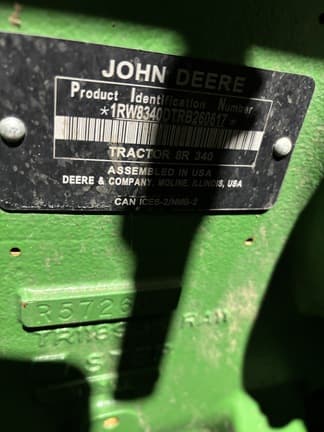 JOHN DEERE
Product Identification Number
*1RW8340DTRB260617*
TRACTOR 8R 340
ASSEMBLED IN USA
DEERE & COMPANY, MOLINE, ILLINOIS, USA
CAN ICES-2/NMB-2
R5726